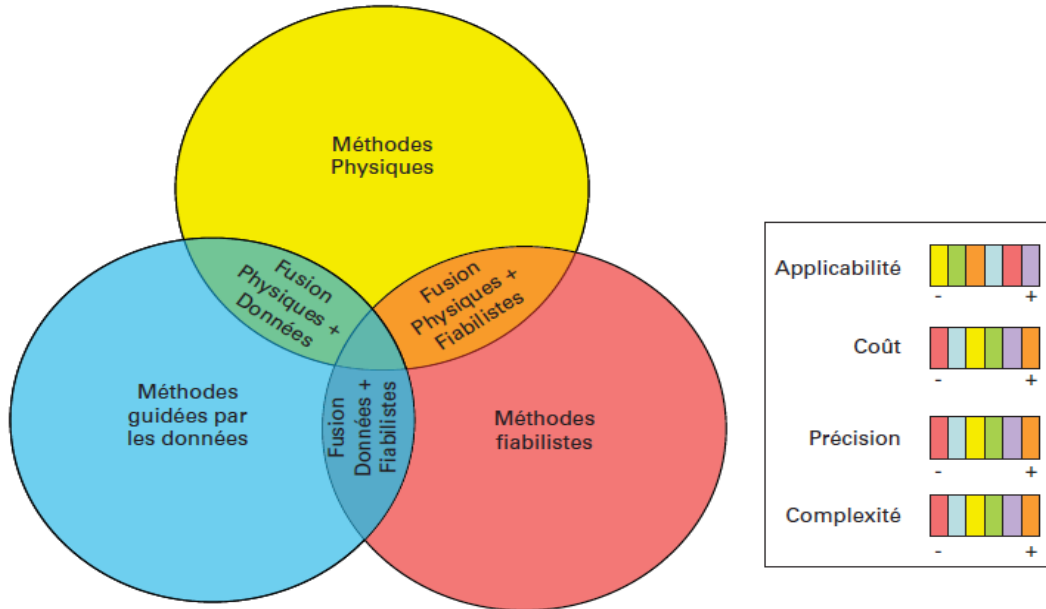 Méthodes
Physiques
Fusion
Physiques +
Données
Fusion
Physiques +
Fiabilistes
Méthodes
guidées par
les données
Fusion
Données +
Fiabilistes
Méthodes
fiabilistes
Applicabilité
- +
Coût
- +
Précision
- +
Complexité
- +